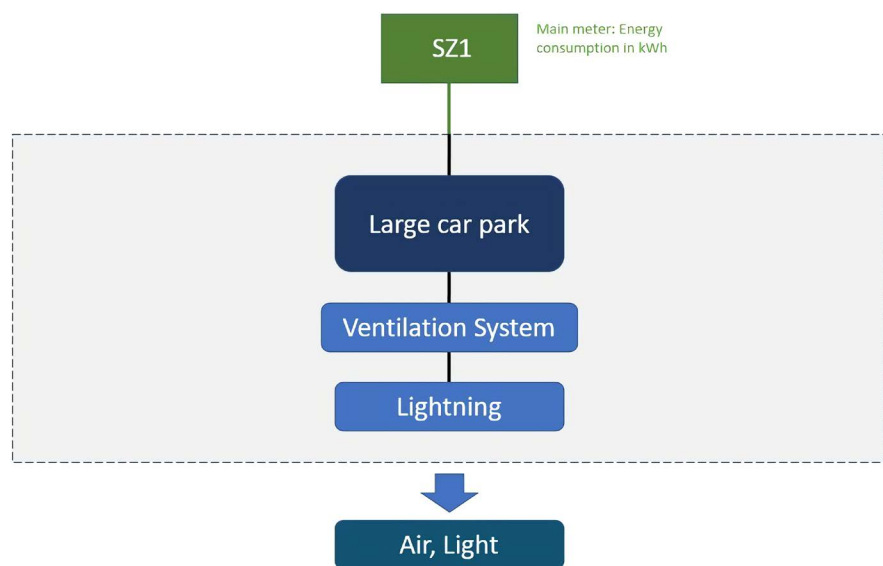 SZ1
Main meter: Energy
consumption in kWh
Large car park
Ventilation System
Lightning
Air, Light